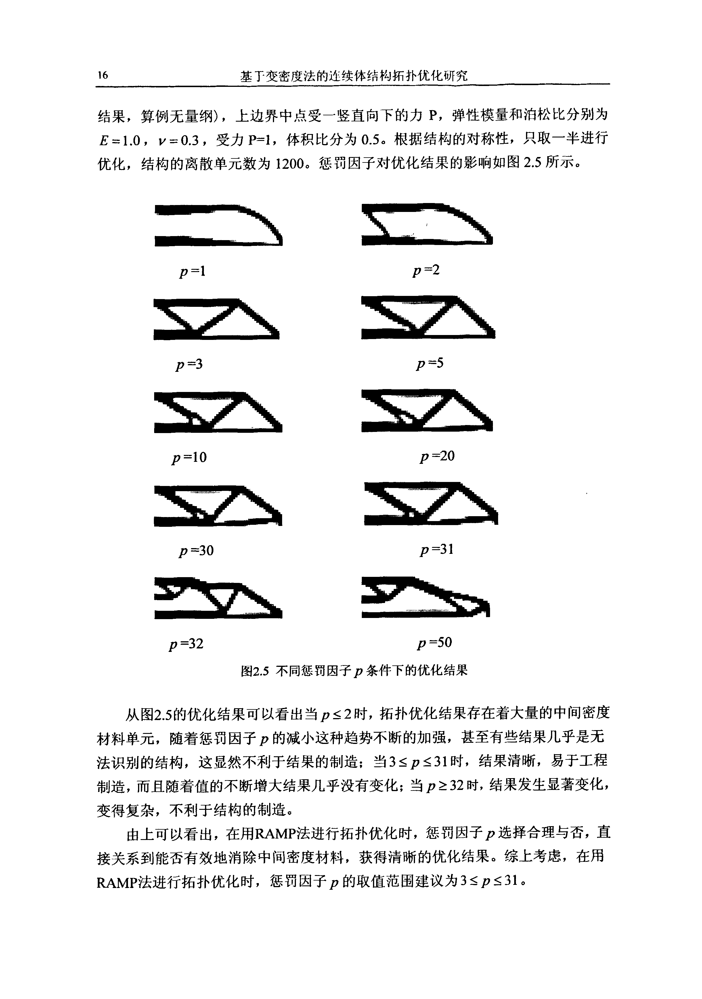 16
基于变密度法的连续体结构拓扑优化研究
结果，算例无量纲），上边界中点受一竖直向下的力 P，弹性模量和泊松比分别为
E=1.0，ν=0.3，受力 P=1，体积比分为 0.5。根据结构的对称性，只取一半进行
优化，结构的离散单元数为 1200。惩罚因子对优化结果的影响如图 2.5 所示。
p=1
p=2
p=3
p=5
p=10
p=20
p=30
p=31
p=32
p=50
图2.5 不同惩罚因子 p 条件下的优化结果
从图2.5的优化结果可以看出当 p≤2时，拓扑优化结果存在着大量的中间密度
材料单元，随着惩罚因子 p 的减小这种趋势不断的加强，甚至有些结果几乎是无
法识别的结构，这显然不利于结果的制造；当3≤p≤31时，结果清晰，易于工程
制造，而且随着值的不断增大结果几乎没有变化；当 p≥32时，结果发生显著变化，
变得复杂，不利于结构的制造。
由上可以看出，在用RAMP法进行拓扑优化时，惩罚因子 p 选择合理与否，直
接关系到能否有效地消除中间密度材料，获得清晰的优化结果。综上考虑，在用
RAMP法进行拓扑优化时，惩罚因子 p 的取值范围建议为3≤p≤31。